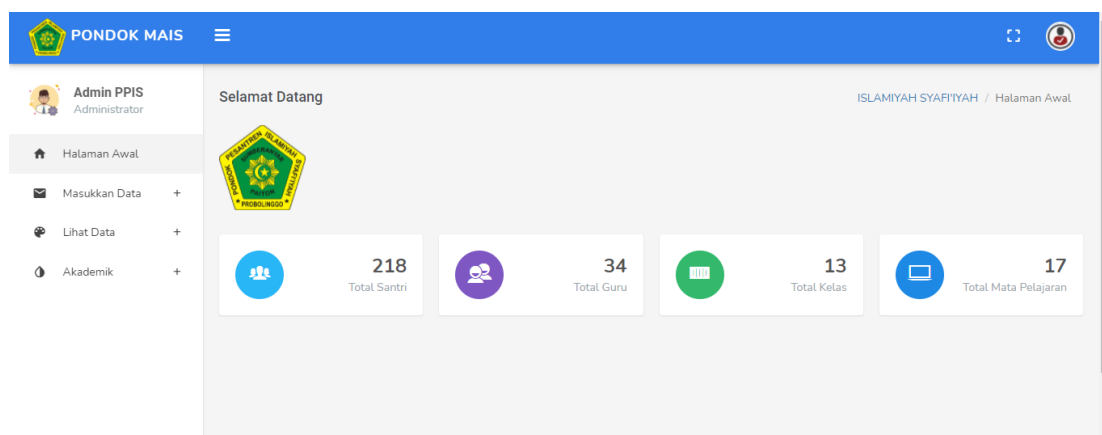 PONDOK MAIS
Admin PPIS
Administrator
Halaman Awal
Masukkan Data +
Lihat Data +
Akademik +
Selamat Datang
ISLAMIYAH SYAFI'IYAH / Halaman Awal
PONDOK PESANTREN ISLAMIYAH SYAFI'IYAH
SUMBERANYAR
PAITON
* PROBOLINGGO *
218
Total Santri
34
Total Guru
13
Total Kelas
17
Total Mata Pelajaran